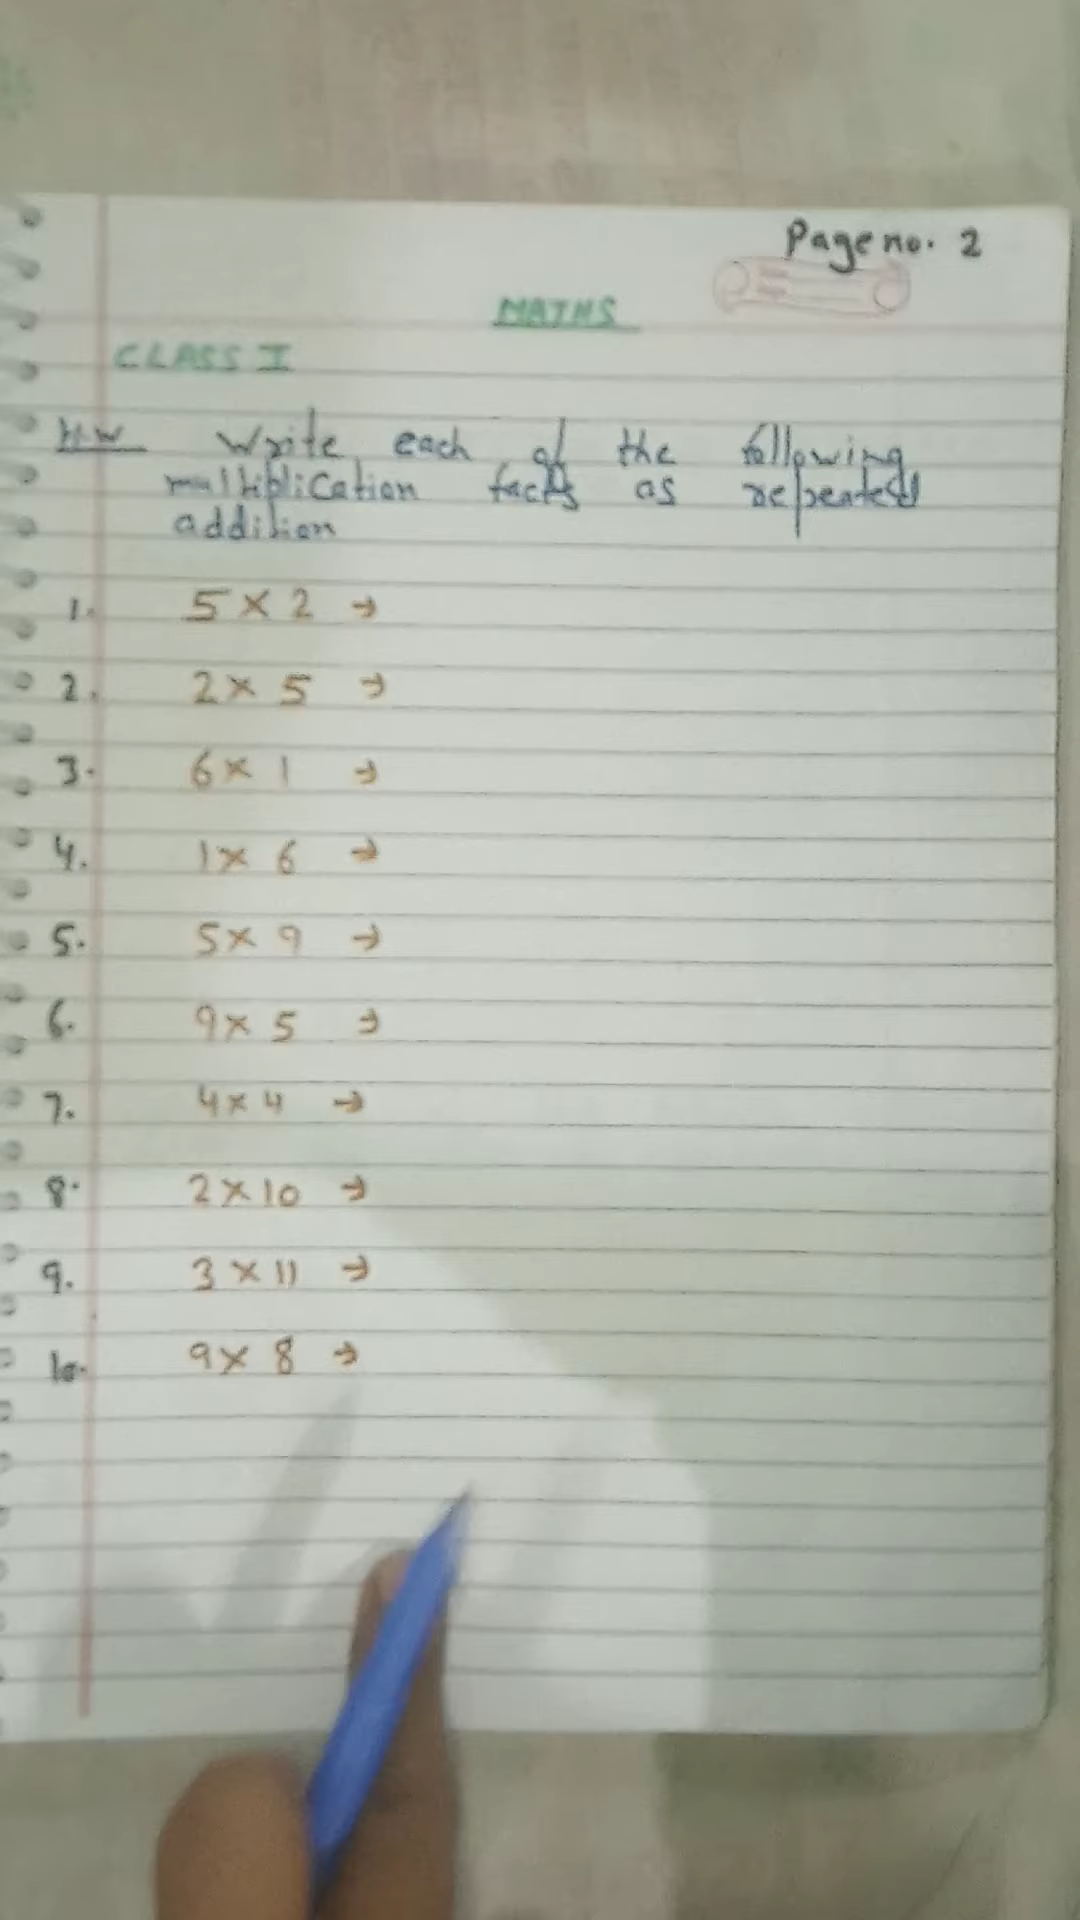 Page no. 2
MATHS
CLASS I
H.W Write each of the following
multiplication facts as repeated
addition
1. 5 × 2 →
2. 2 × 5 →
3. 6 × 1 →
4. 1 × 6 →
5. 5 × 9 →
6. 9 × 5 →
7. 4 × 4 →
8. 2 × 10 →
9. 3 × 11 →
10. 9 × 8 →